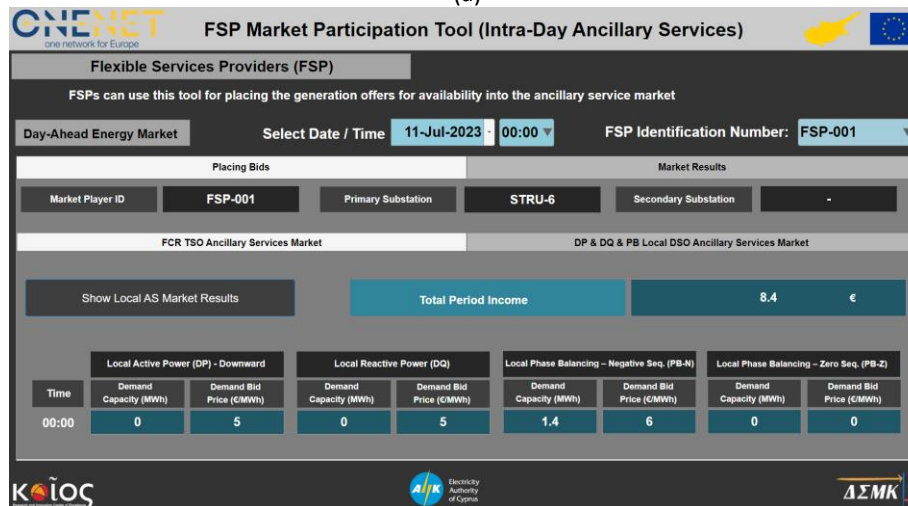 ONENET
one network for Europe
FSP Market Participation Tool (Intra-Day Ancillary Services)
Flexible Services Providers (FSP)
FSPs can use this tool for placing the generation offers for availability into the ancillary service market
Day-Ahead Energy Market
Select Date / Time
11-Jul-2023
00:00
FSP Identification Number:
FSP-001
Placing Bids
Market Results
Market Player ID
FSP-001
Primary Substation
STRU-6
Secondary Substation
-
FCR TSO Ancillary Services Market
DP & DQ & PB Local DSO Ancillary Services Market
Show Local AS Market Results
Total Period Income
8.4 €
Local Active Power (DP) - Downward
Local Reactive Power (DQ)
Local Phase Balancing – Negative Seq. (PB-N)
Local Phase Balancing – Zero Seq. (PB-Z)
Time
Demand Capacity (MWh)
Demand Bid Price (€/MWh)
Demand Capacity (MWh)
Demand Bid Price (€/MWh)
Demand Capacity (MWh)
Demand Bid Price (€/MWh)
Demand Capacity (MWh)
Demand Bid Price (€/MWh)
00:00 0 5 0 5 1.4 6 0 0
κοῖος
ΑΗΚ
Electricity
Authority
of Cyprus
ΔΣΜΚ